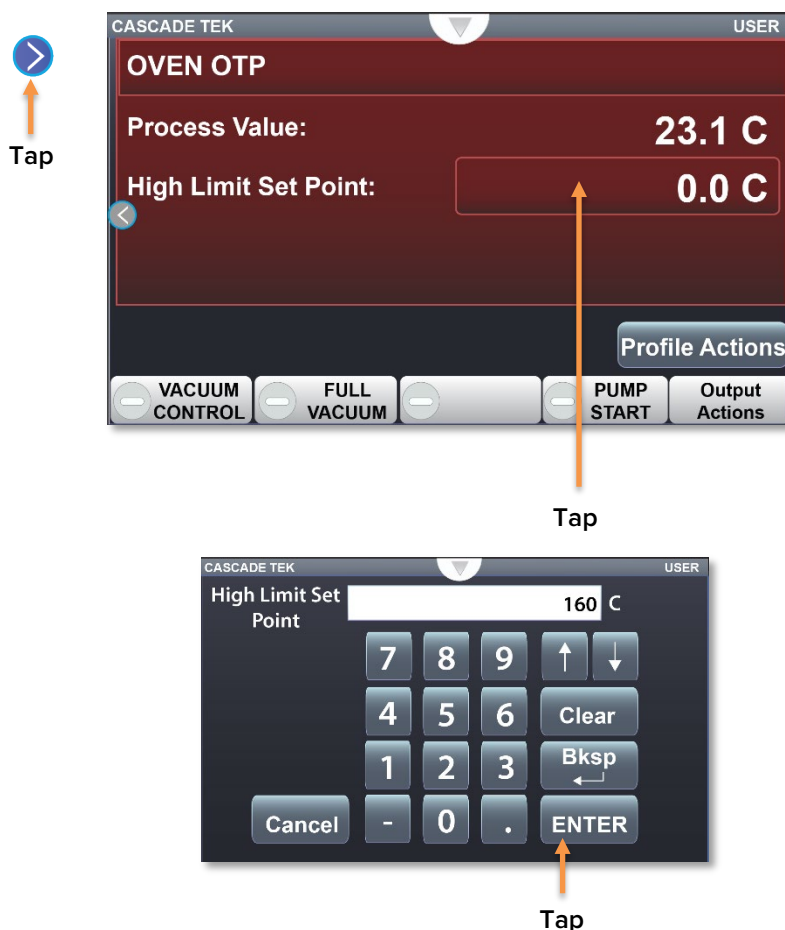 CASCADE TEK USER
OVEN OTP
Process Value: 23.1 C
High Limit Set Point: 0.0 C
Profile Actions
VACUUM CONTROL
FULL VACUUM
PUMP START
Output Actions
Tap
Tap
CASCADE TEK USER
High Limit Set
Point
160 C
7 8 9 ↑ ↓
4 5 6 Clear
1 2 3 Bksp
Cancel - 0 . ENTER
Tap